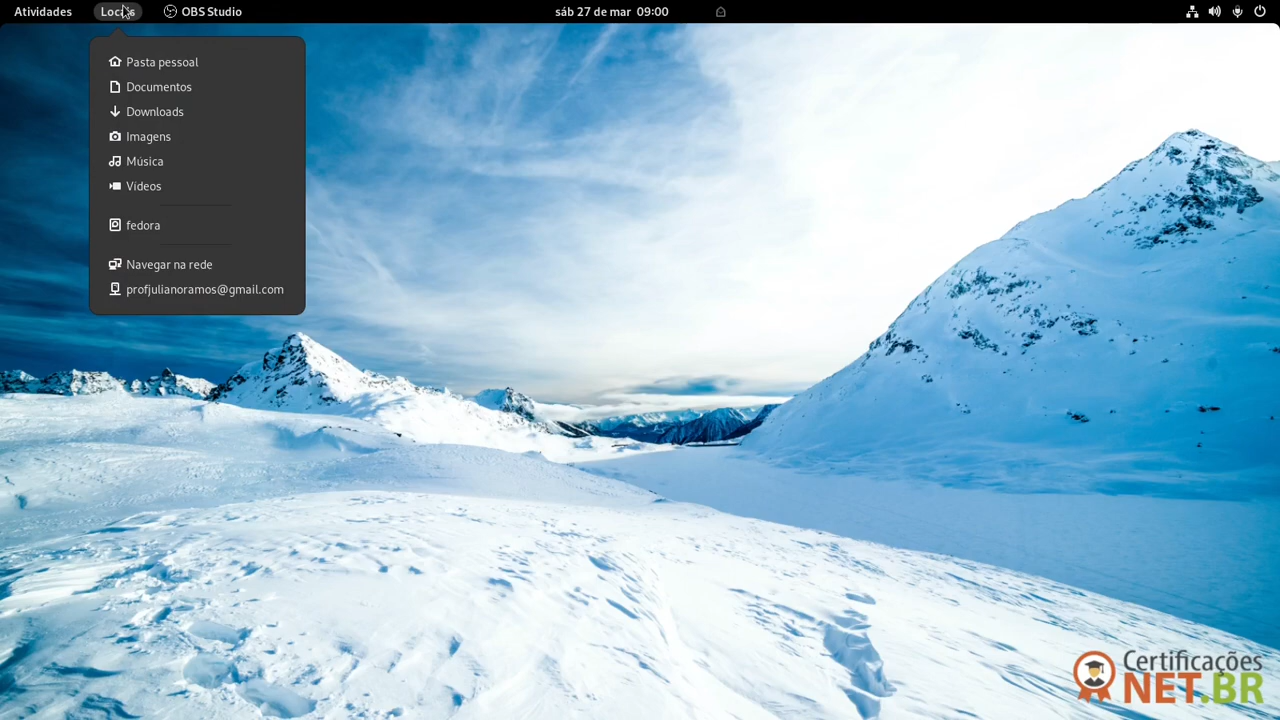 Atividades Locais OBS Studio sáb 27 de mar 09:00
Pasta pessoal
Documentos
Downloads
Imagens
Música
Vídeos
fedora
Navegar na rede
profjulianoramos@gmail.com
Certificações
NET.BR